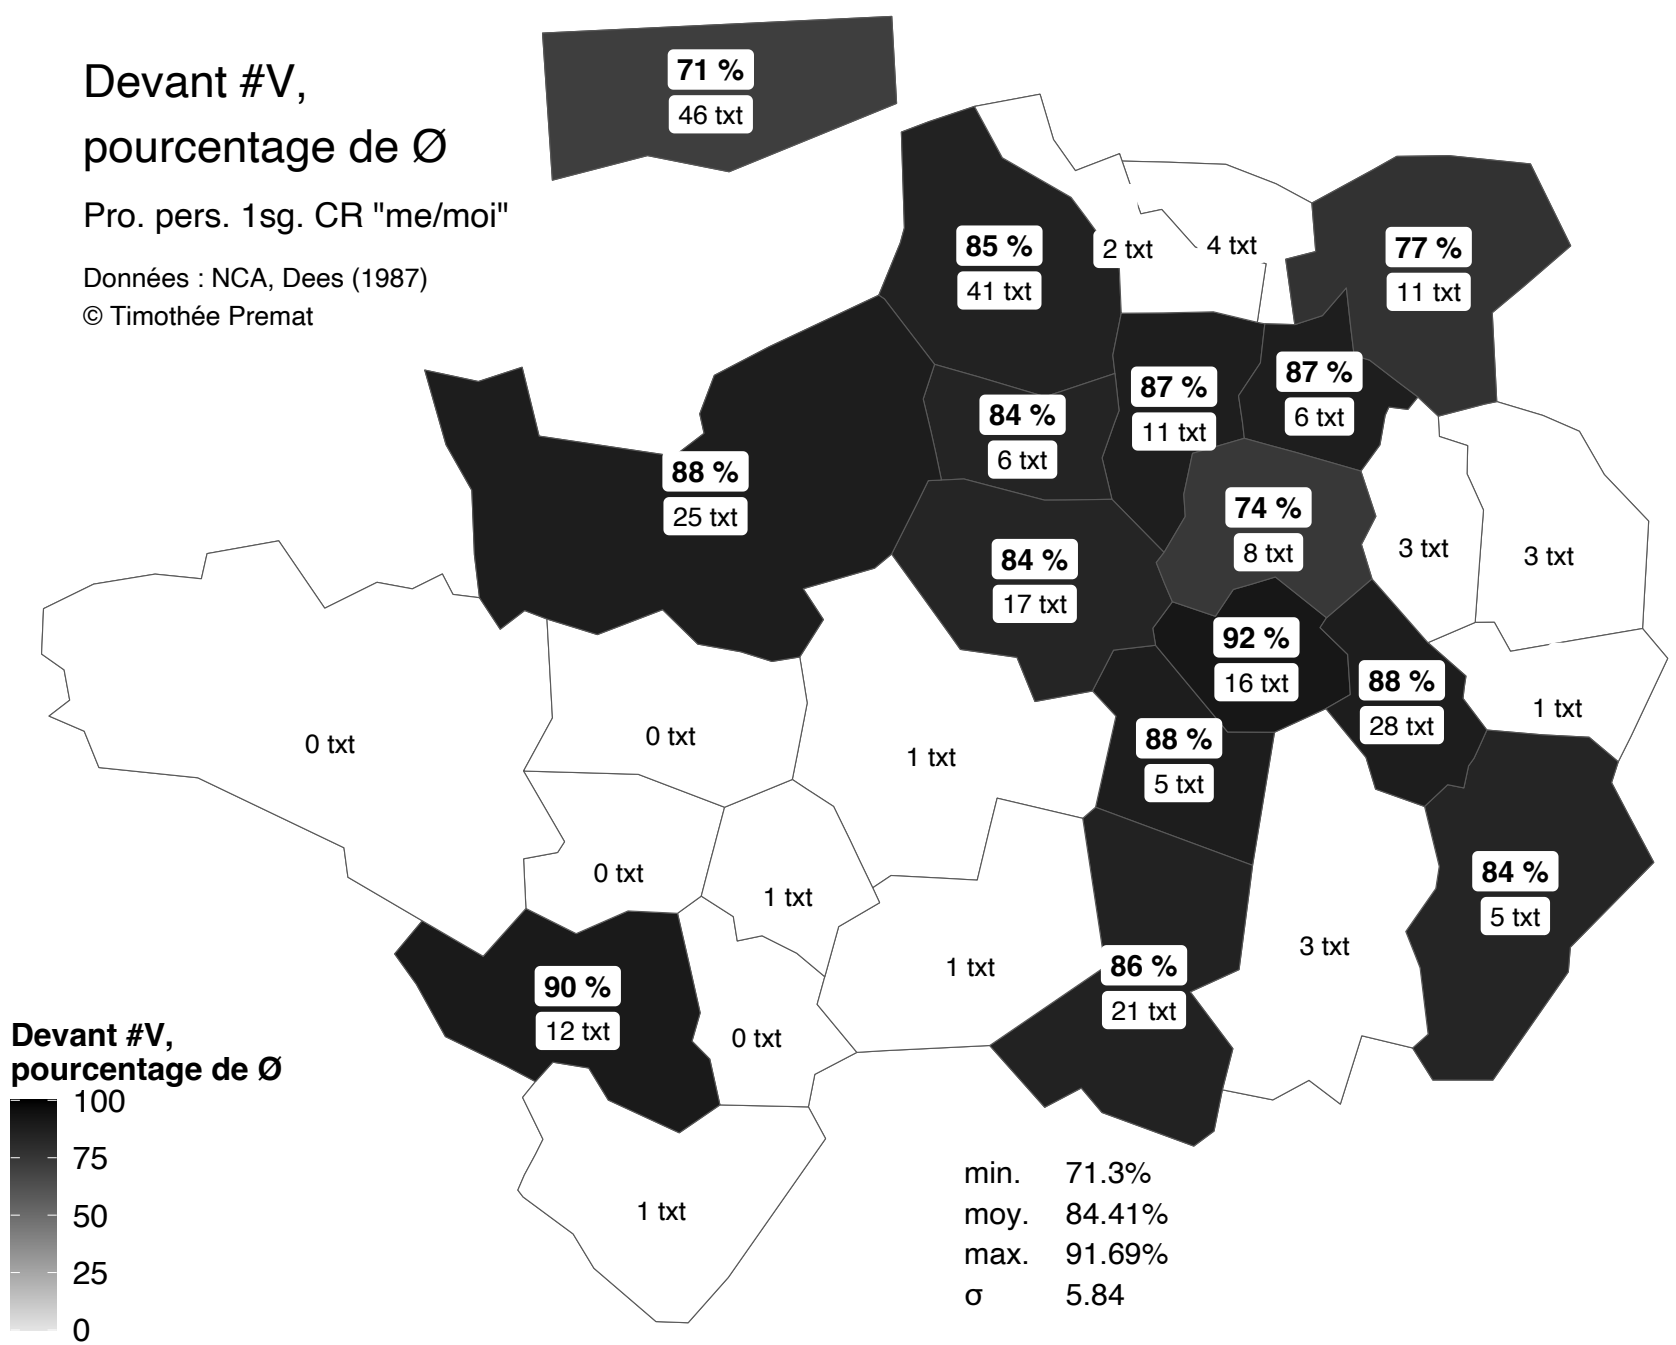 Devant #V,
pourcentage de Ø
Pro. pers. 1sg. CR "me/moi"
Données : NCA, Dees (1987)
© Timothée Premat
71 %
46 txt
85 %
41 txt
2 txt
4 txt
77 %
11 txt
87 %
6 txt
87 %
11 txt
84 %
6 txt
88 %
25 txt
74 %
8 txt
3 txt
3 txt
84 %
17 txt
92 %
16 txt
88 %
28 txt
1 txt
0 txt
0 txt
1 txt
88 %
5 txt
0 txt
1 txt
84 %
5 txt
3 txt
1 txt
86 %
21 txt
90 %
12 txt
0 txt
1 txt
Devant #V,
pourcentage de Ø
100
75
50
25
0
min. 71.3%
moy. 84.41%
max. 91.69%
σ 5.84